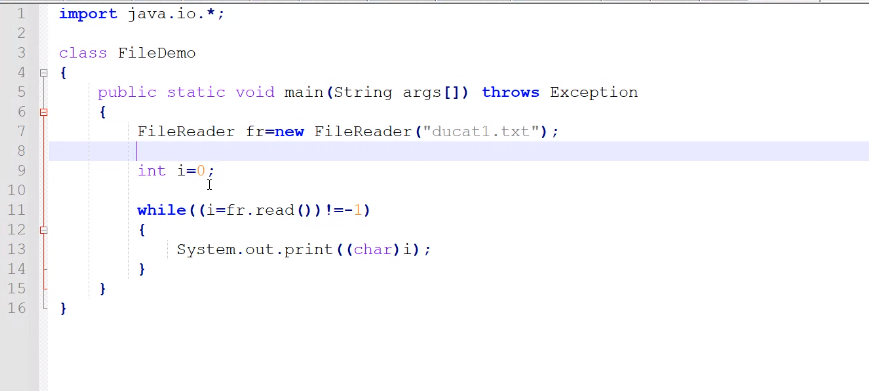 1 import java.io.*;
2
3 class FileDemo
4 {
5 public static void main(String args[]) throws Exception
6 {
7 FileReader fr=new FileReader("ducat1.txt");
8
9 int i=0;
10
11 while((i=fr.read())!=-1)
12 {
13 System.out.print((char)i);
14 }
15 }
16 }